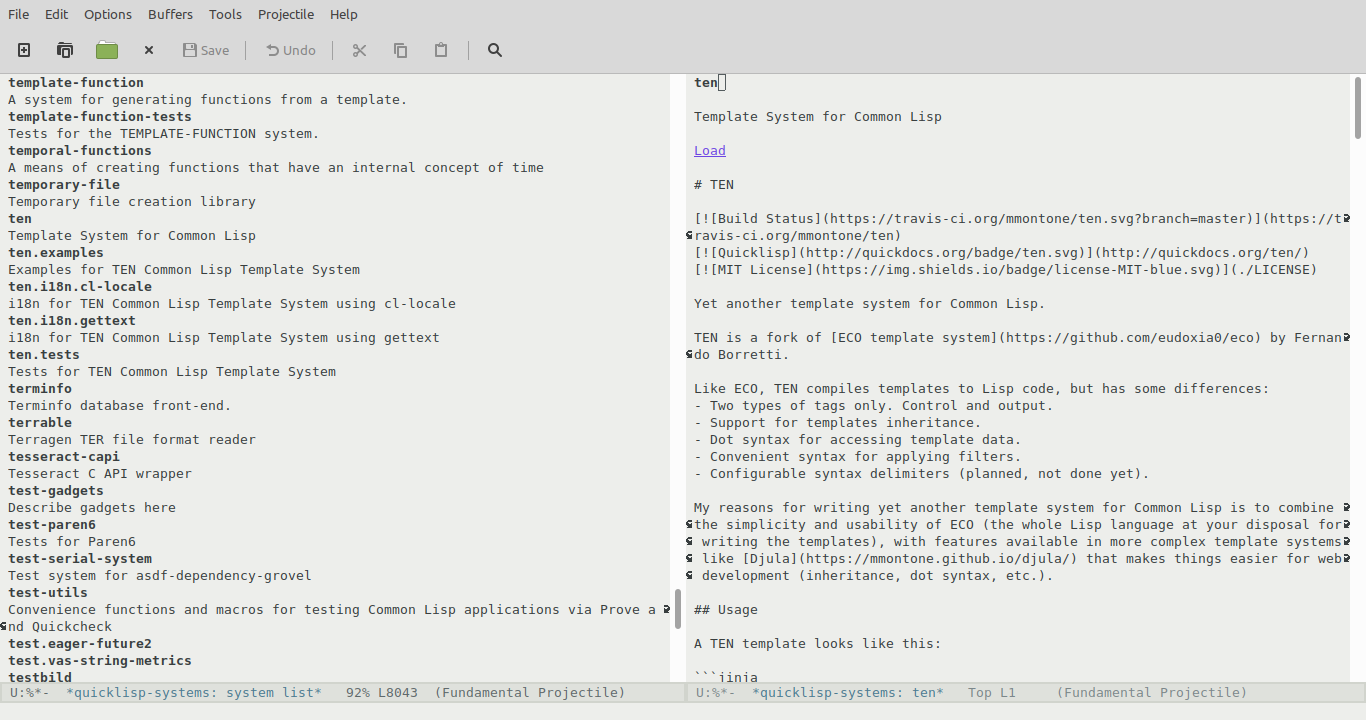 File Edit Options Buffers Tools Projectile Help
Save Undo
template-function
A system for generating functions from a template.
template-function-tests
Tests for the TEMPLATE-FUNCTION system.
temporal-functions
A means of creating functions that have an internal concept of time
temporary-file
Temporary file creation library
ten
Template System for Common Lisp
ten.examples
Examples for TEN Common Lisp Template System
ten.i18n.cl-locale
i18n for TEN Common Lisp Template System using cl-locale
ten.i18n.gettext
i18n for TEN Common Lisp Template System using gettext
ten.tests
Tests for TEN Common Lisp Template System
terminfo
Terminfo database front-end.
terrable
Terragen TER file format reader
tesseract-capi
Tesseract C API wrapper
test-gadgets
Describe gadgets here
test-paren6
Tests for Paren6
test-serial-system
Test system for asdf-dependency-grovel
test-utils
Convenience functions and macros for testing Common Lisp applications via Prove a
nd Quickcheck
test.eager-future2
test.vas-string-metrics
testbild
U:%*-  *quicklisp-systems: system list*   92% L8043  (Fundamental Projectile)
ten
Template System for Common Lisp
Load
# TEN
[![Build Status](https://travis-ci.org/mmontone/ten.svg?branch=master)](https://t
ravis-ci.org/mmontone/ten)
[![Quicklisp](http://quickdocs.org/badge/ten.svg)](http://quickdocs.org/ten/)
[![MIT License](https://img.shields.io/badge/license-MIT-blue.svg)](./LICENSE)
Yet another template system for Common Lisp.
TEN is a fork of [ECO template system](https://github.com/eudoxia0/eco) by Fernan
do Borretti.
Like ECO, TEN compiles templates to Lisp code, but has some differences:
- Two types of tags only. Control and output.
- Support for templates inheritance.
- Dot syntax for accessing template data.
- Convenient syntax for applying filters.
- Configurable syntax delimiters (planned, not done yet).
My reasons for writing yet another template system for Common Lisp is to combine
the simplicity and usability of ECO (the whole Lisp language at your disposal for
writing the templates), with features available in more complex template systems
like [Djula](https://mmontone.github.io/djula/) that makes things easier for web
development (inheritance, dot syntax, etc.).
## Usage
A TEN template looks like this:
```jinja
U:%*-  *quicklisp-systems: ten*   Top L1     (Fundamental Projectile)